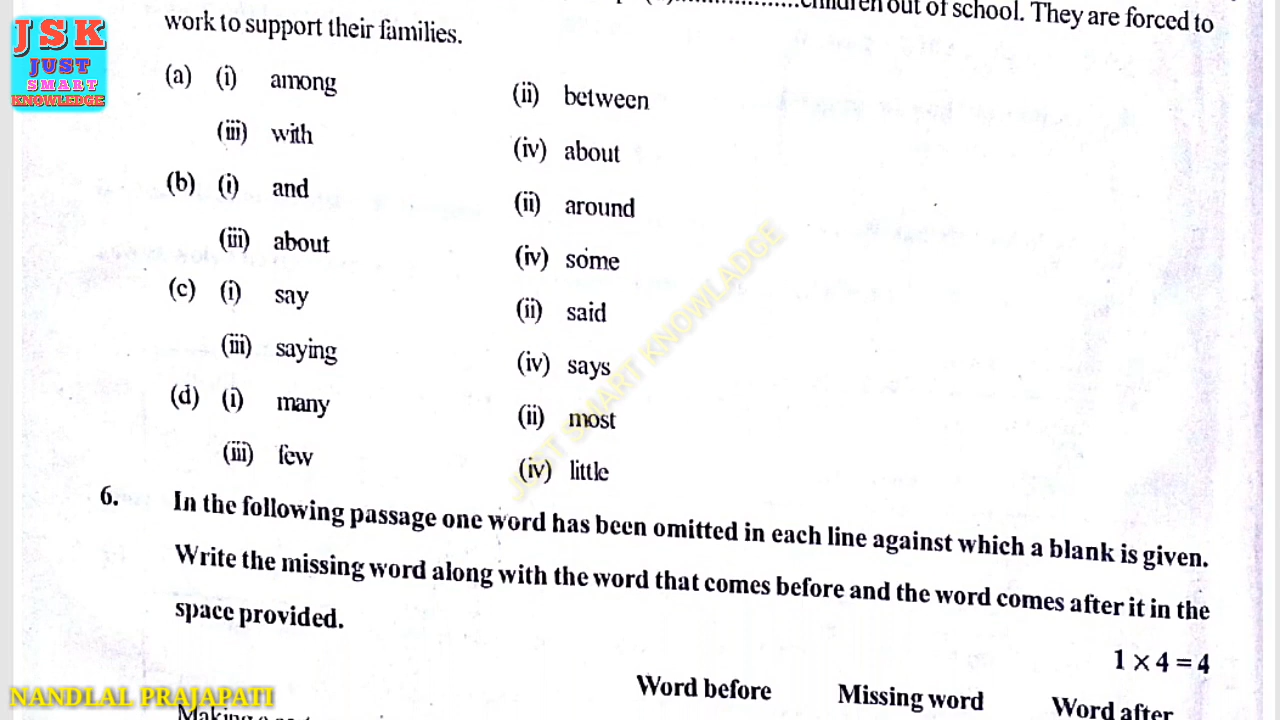 J S K
JUST
SMART
KNOWLEDGE
children out of school. They are forced to
work to support their families.
(a) (i) among (ii) between
(iii) with (iv) about
(b) (i) and (ii) around
(iii) about (iv) some
(c) (i) say (ii) said
(iii) saying (iv) says
(d) (i) many (ii) most
(iii) few (iv) little
JUST SMART KNOWLADGE
6. In the following passage one word has been omitted in each line against which a blank is given.
Write the missing word along with the word that comes before and the word comes after it in the
space provided.
1 × 4 = 4
Word before Missing word Word after
NANDLAL PRAJAPATI
Making a